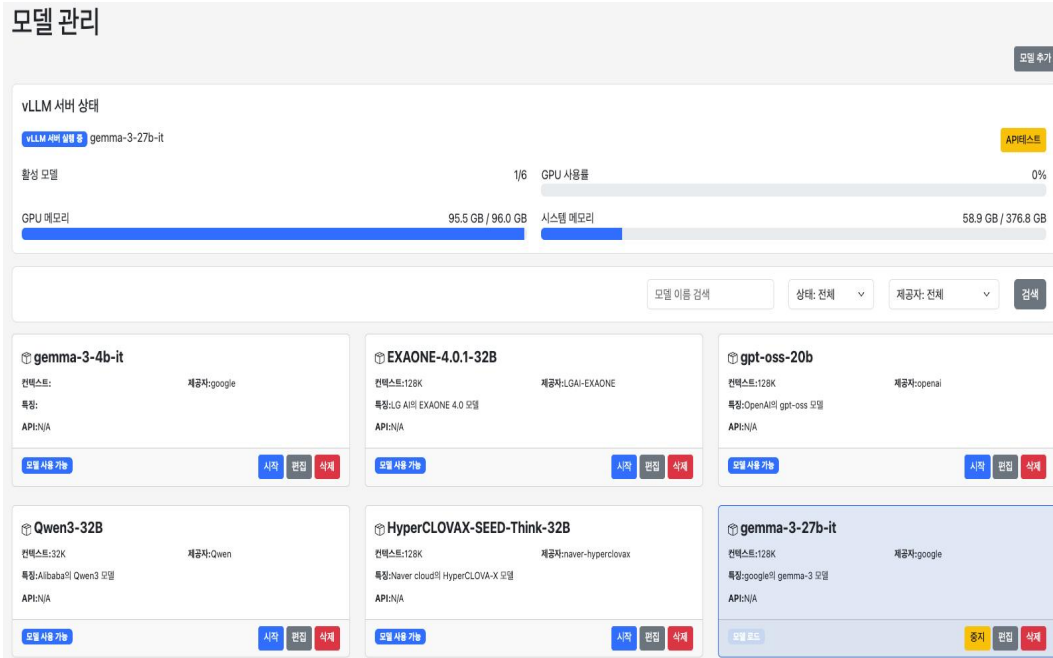 모델 관리
모델 추가
vLLM 서버 상태
vLLM 서버 실행 중 gemma-3-27b-it
API테스트
활성 모델 1/6
GPU 사용률 0%
GPU 메모리 95.5 GB / 96.0 GB
시스템 메모리 58.9 GB / 376.8 GB
모델 이름 검색 상태: 전체 제공자: 전체 검색
gemma-3-4b-it
컨텍스트: 제공자:google
특징:
API:N/A
모델 사용 가능 시작 편집 삭제
EXAONE-4.0.1-32B
컨텍스트:128K 제공자:LGAI-EXAONE
특징:LG AI의 EXAONE 4.0 모델
API:N/A
모델 사용 가능 시작 편집 삭제
gpt-oss-20b
컨텍스트:128K 제공자:openai
특징:OpenAI의 gpt-oss 모델
API:N/A
모델 사용 가능 시작 편집 삭제
Qwen3-32B
컨텍스트:32K 제공자:Qwen
특징:Alibaba의 Qwen3 모델
API:N/A
모델 사용 가능 시작 편집 삭제
HyperCLOVAX-SEED-Think-32B
컨텍스트:128K 제공자:naver-hyperclovax
특징:Naver cloud의 HyperCLOVA-X 모델
API:N/A
모델 사용 가능 시작 편집 삭제
gemma-3-27b-it
컨텍스트:128K 제공자:google
특징:google의 gemma-3 모델
API:N/A
모델 로드 중지 편집 삭제